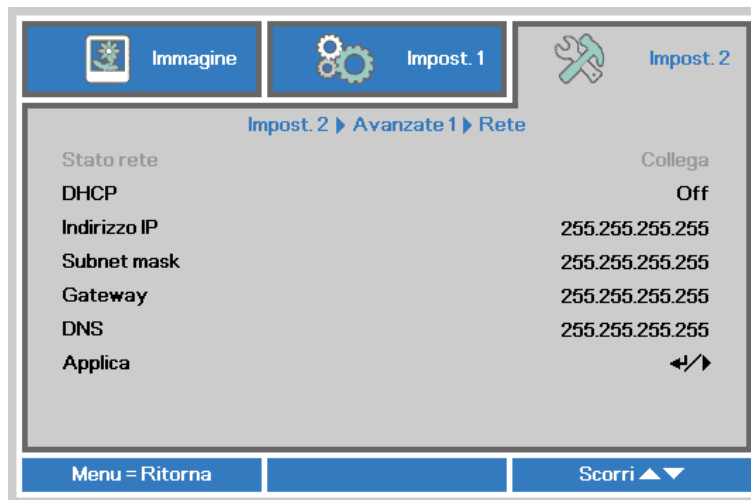 Immagine Impost. 1 Impost. 2
Impost. 2 Avanzate 1 Rete
Stato rete Collega
DHCP Off
Indirizzo IP 255.255.255.255
Subnet mask 255.255.255.255
Gateway 255.255.255.255
DNS 255.255.255.255
Applica
Menu = Ritorna Scorri